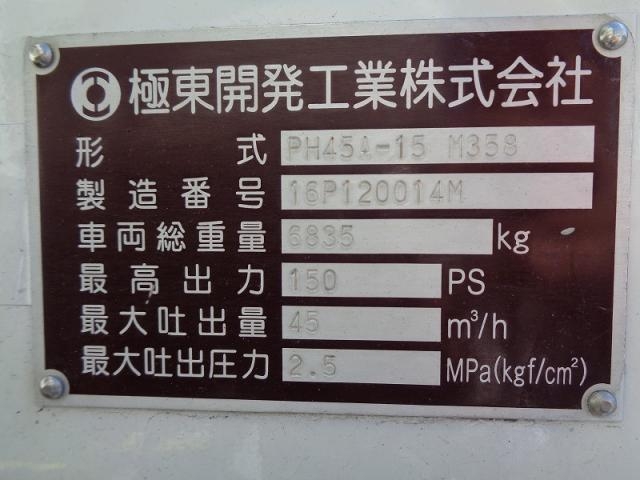 極東開発工業株式会社
形式 PH45A-15 M358
製造番号 16P120014M
車両総重量 6835 kg
最高出力 150 PS
最大吐出量 45 m³/h
最大吐出圧力 2.5 MPa(kgf/cm²)